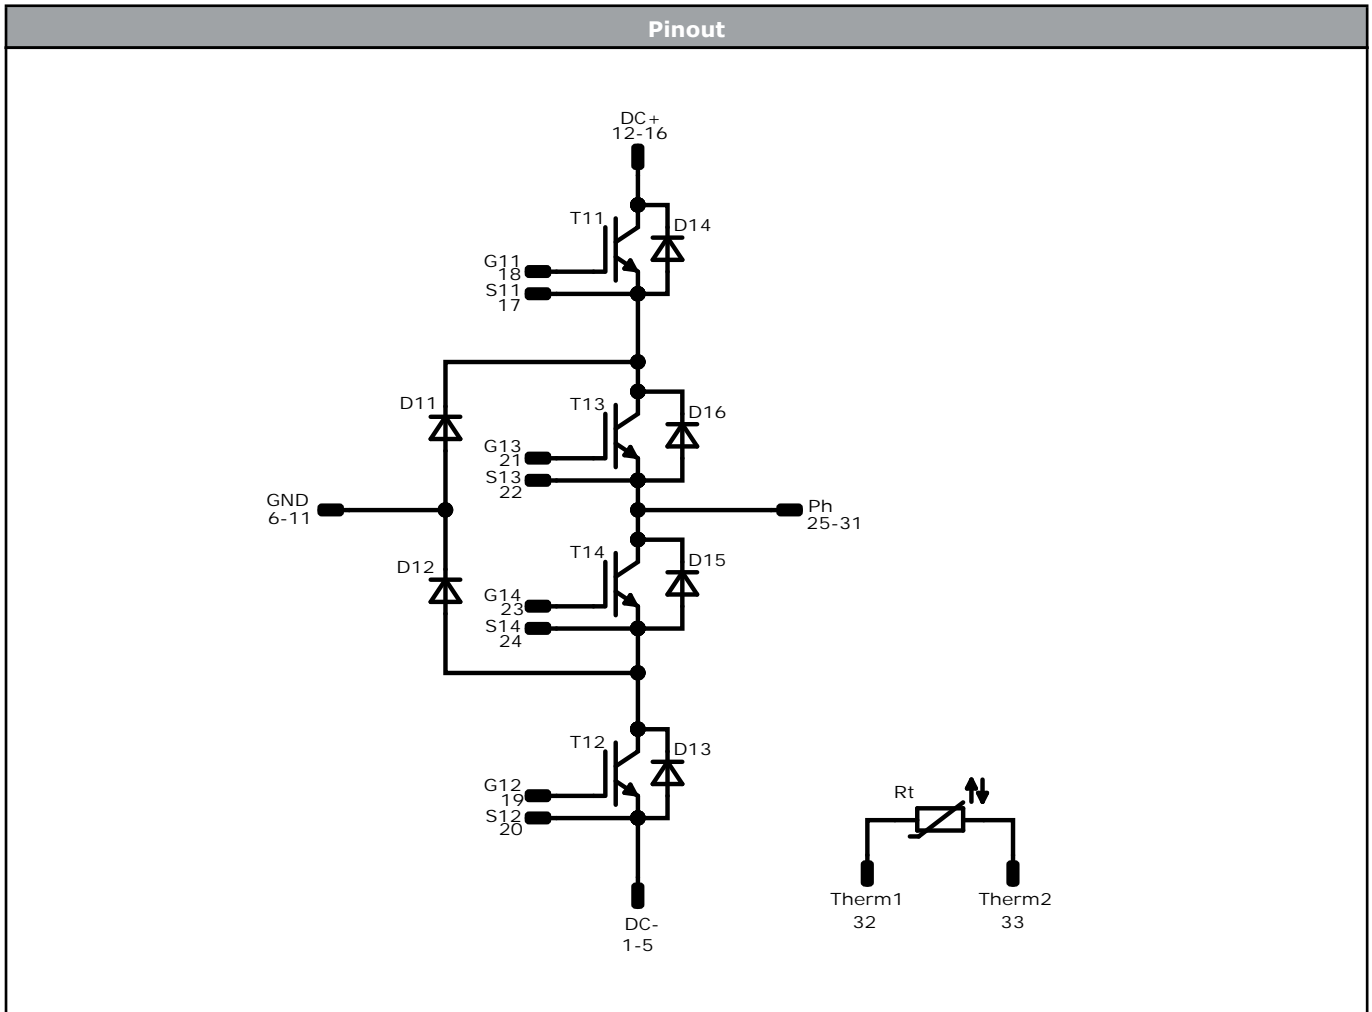 Pinout
DC+
12-16
T11
D14
G11
18
S11
17
D11
T13
D16
G13
21
S13
22
GND
6-11
Ph
25-31
D12
T14
D15
G14
23
S14
24
T12
D13
G12
19
S12
20
Rt
Therm1
32
Therm2
33
DC-
1-5